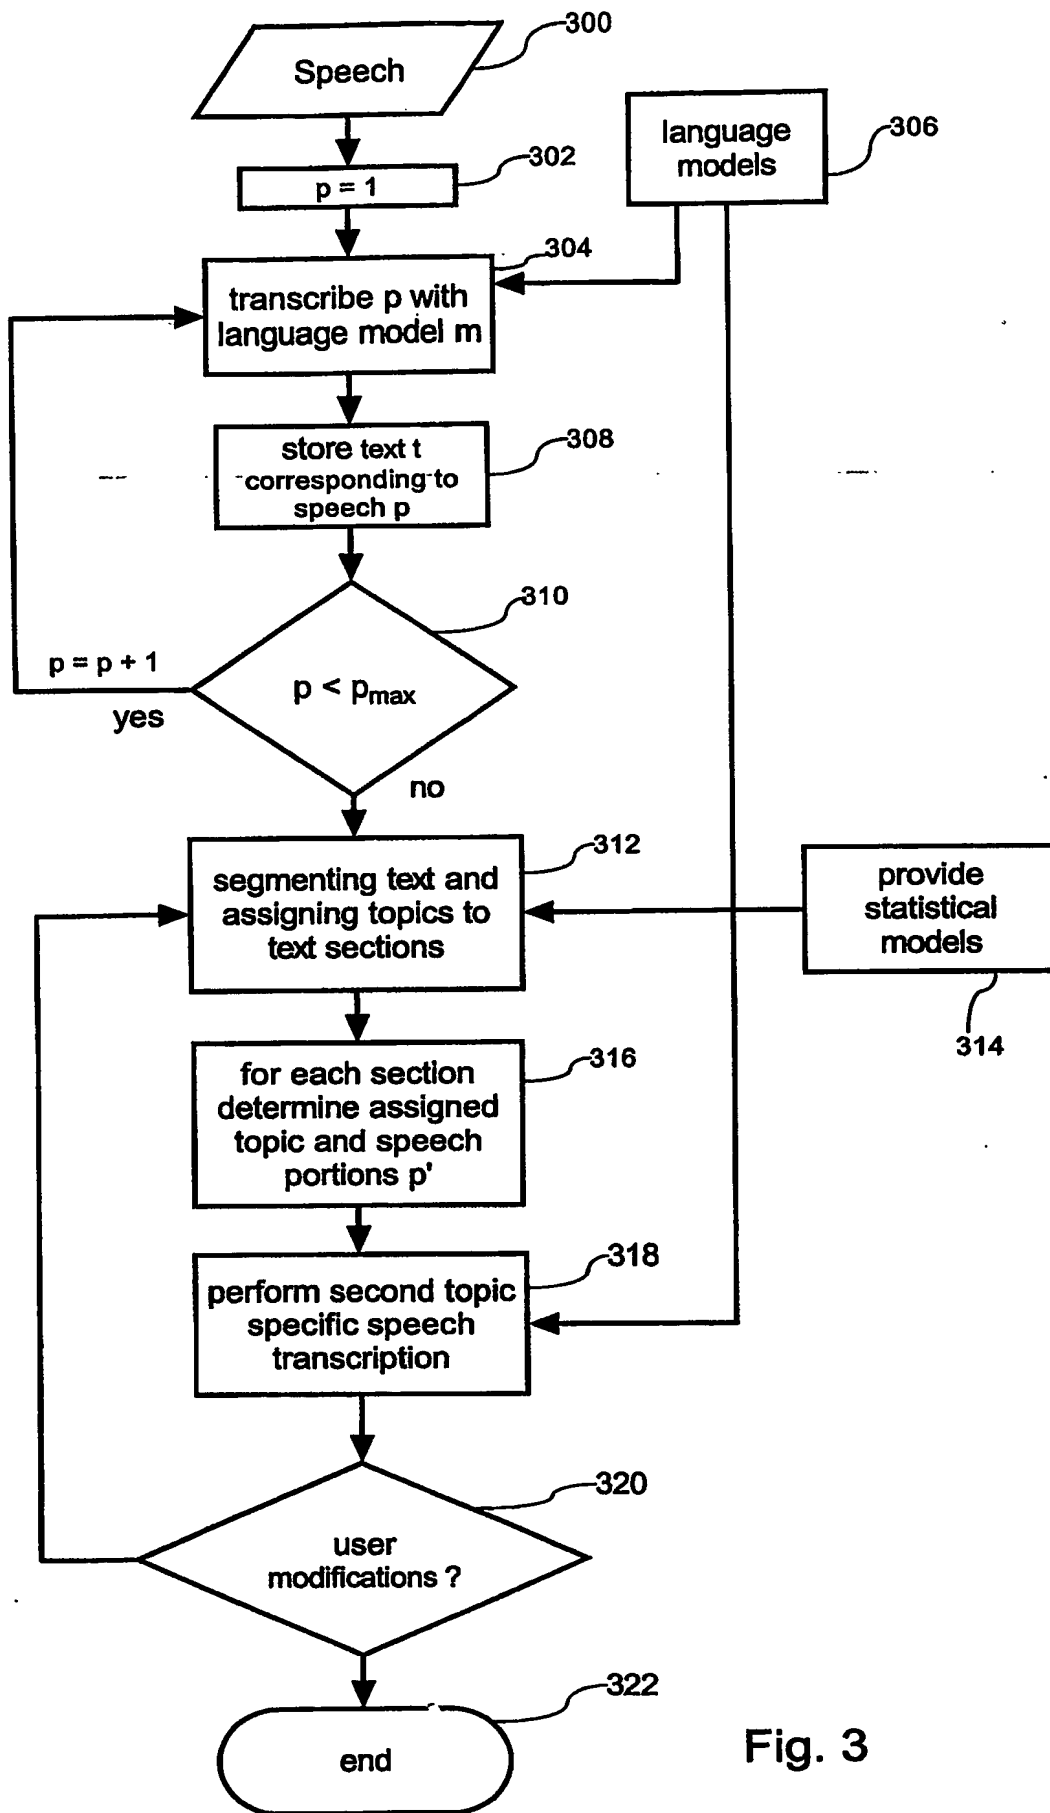 300
Speech
302
p = 1
language
models
306
304
transcribe p with
language model m
308
store text t
corresponding to
speech p
310
p = p + 1
p < pmax
yes
no
312
segmenting text and
assigning topics to
text sections
provide
statistical
models
314
316
for each section
determine assigned
topic and speech
portions p'
318
perform second topic
specific speech
transcription
320
user
modifications ?
322
end
Fig. 3